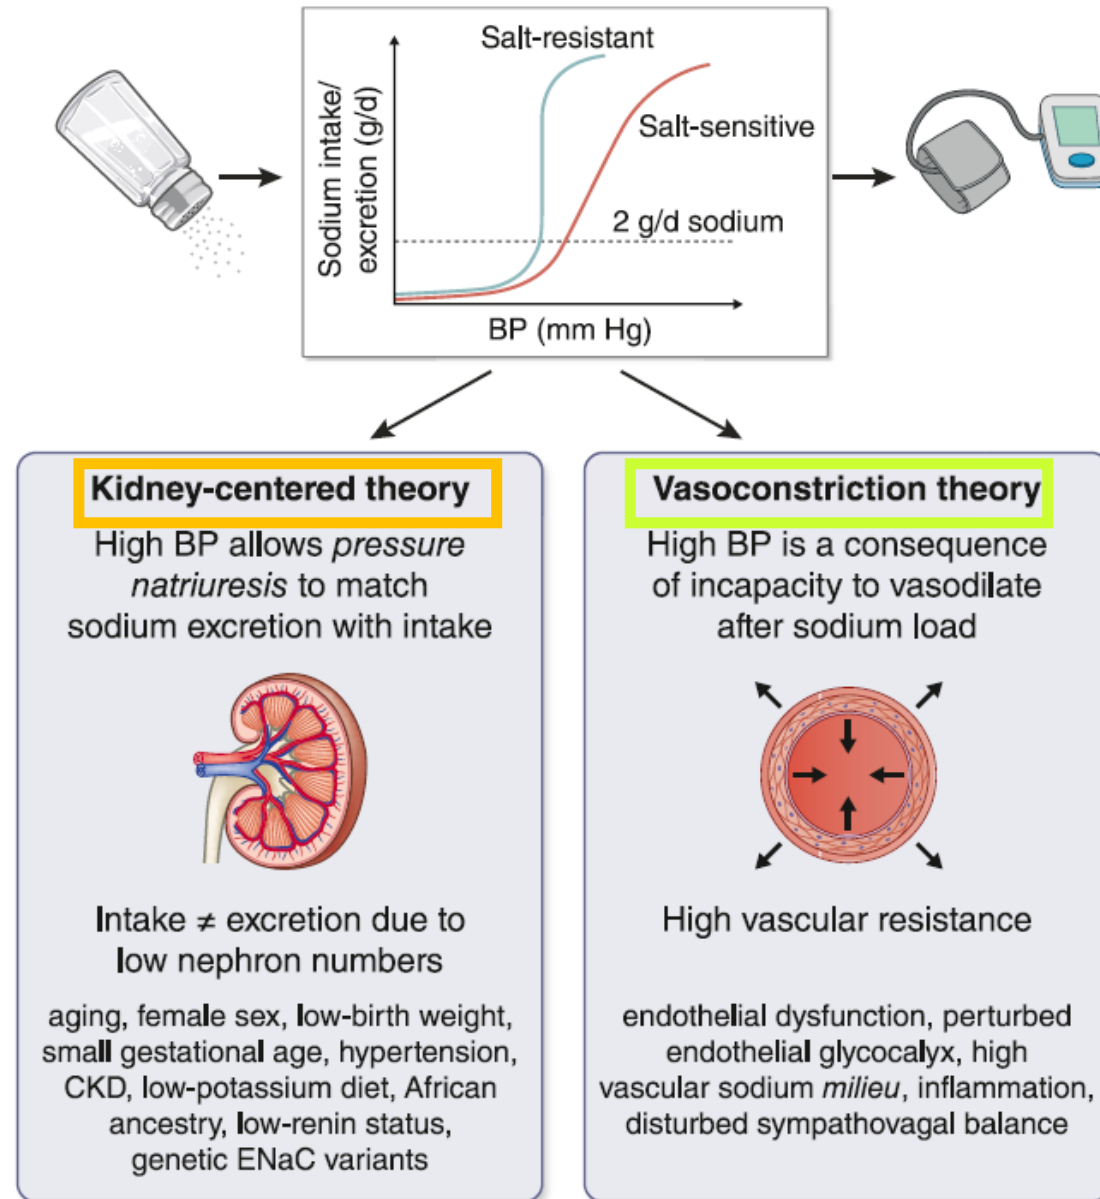 Salt-resistant
Sodium intake/
excretion (g/d)
Salt-sensitive
2 g/d sodium
BP (mm Hg)
Kidney-centered theory
High BP allows pressure
natriuresis to match
sodium excretion with intake
Intake ≠ excretion due to
low nephron numbers
aging, female sex, low-birth weight,
small gestational age, hypertension,
CKD, low-potassium diet, African
ancestry, low-renin status,
genetic ENaC variants
Vasoconstriction theory
High BP is a consequence
of incapacity to vasodilate
after sodium load
High vascular resistance
endothelial dysfunction, perturbed
endothelial glycocalyx, high
vascular sodium milieu, inflammation,
disturbed sympathovagal balance